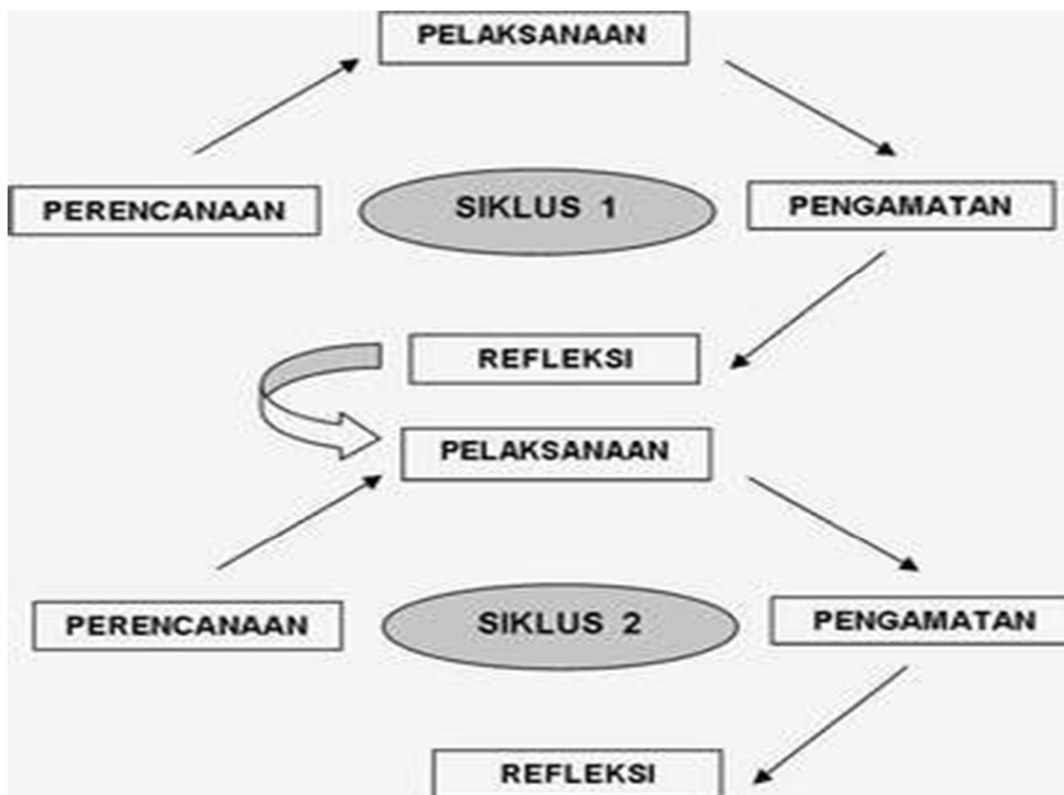 PELAKSANAAN
PERENCANAAN
SIKLUS 1
PENGAMATAN
REFLEKSI
PELAKSANAAN
PERENCANAAN
SIKLUS 2
PENGAMATAN
REFLEKSI